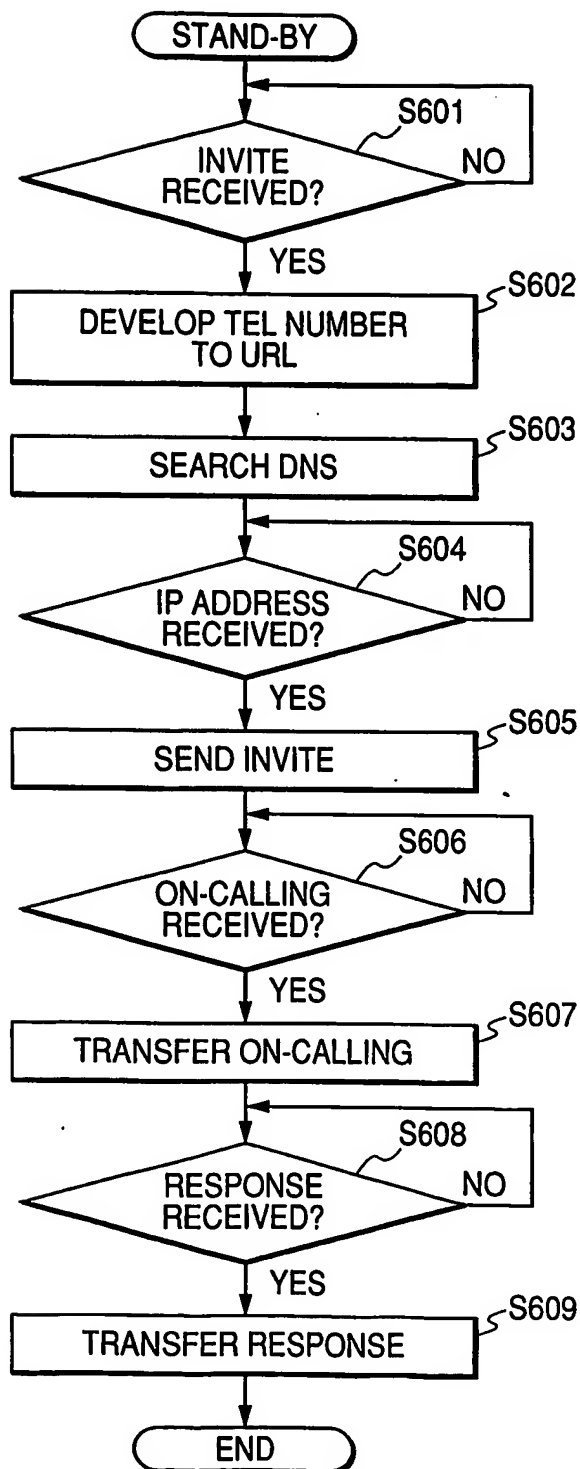 STAND-BY
S601
INVITE
RECEIVED?
NO
YES
S602
DEVELOP TEL NUMBER
TO URL
S603
SEARCH DNS
S604
IP ADDRESS
RECEIVED?
NO
YES
S605
SEND INVITE
S606
ON-CALLING
RECEIVED?
NO
YES
S607
TRANSFER ON-CALLING
S608
RESPONSE
RECEIVED?
NO
YES
S609
TRANSFER RESPONSE
END